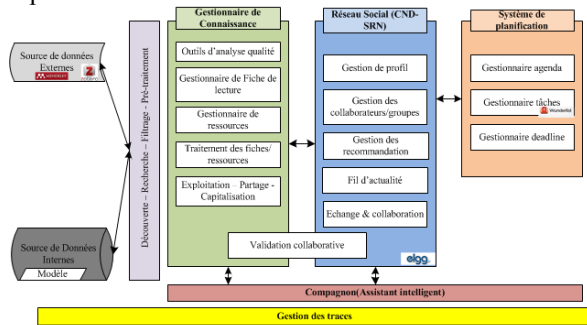 Gestionnaire de
Connaissance
Réseau Social (CND-
SRN)
Système de
planification
Source de données
Externes
Source de Données
Internes
Modèle
Découverte – Recherche – Filtrage - Pré-traitement
Outils d'analyse qualité
Gestionnaire de Fiche de
lecture
Gestionnaire de
ressources
Traitement des fiches/
ressources
Exploitation – Partage -
Capitalisation
Gestion de profil
Gestion des
collaborateurs/groupes
Gestion des
recommandation
Fil d'actualité
Echange & collaboration
Validation collaborative
elgg
Gestionnaire agenda
Gestionnaire tâches
Wunderlist
Gestionnaire deadline
Compagnon(Assistant intelligent)
Gestion des traces